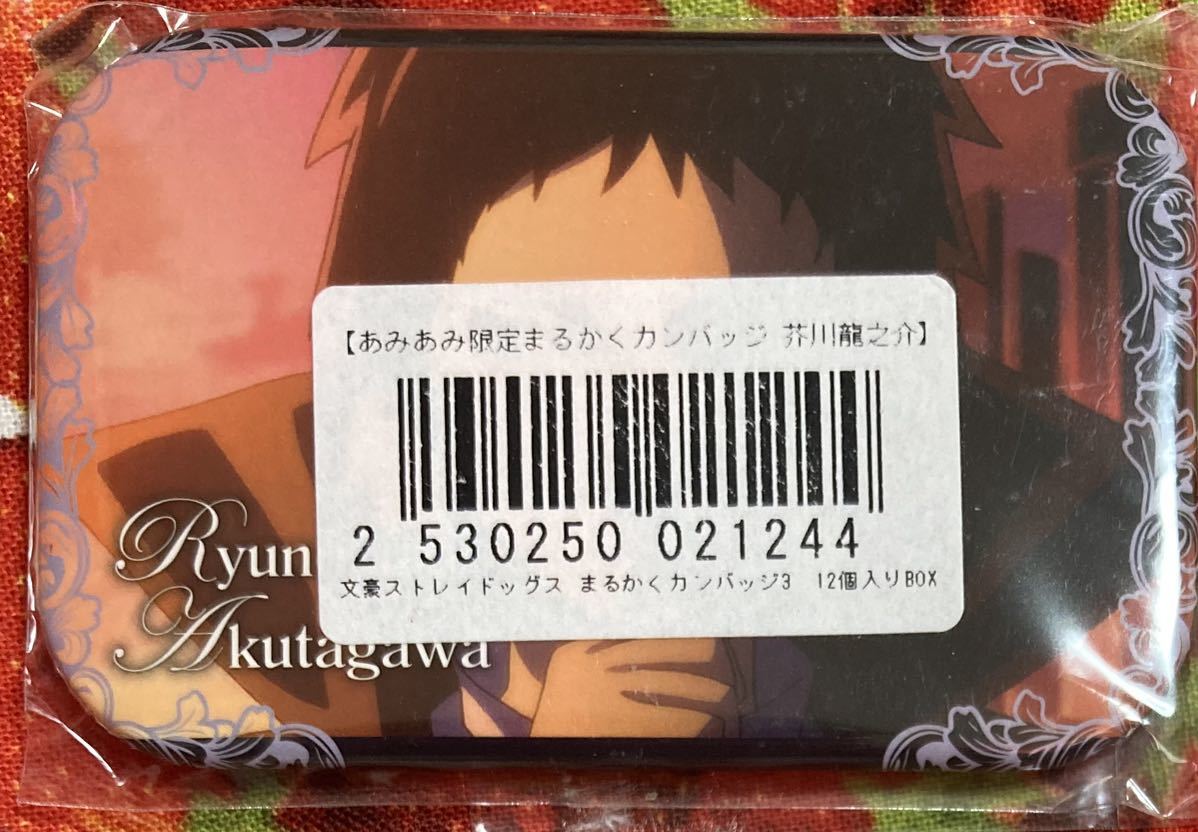 【あみあみ限定まるかくカンバッジ 芥川龍之介】
2 530250 021244
文豪ストレイドッグス まるかくカンバッジ3 12個入りBOX
Ryun
Akutagawa